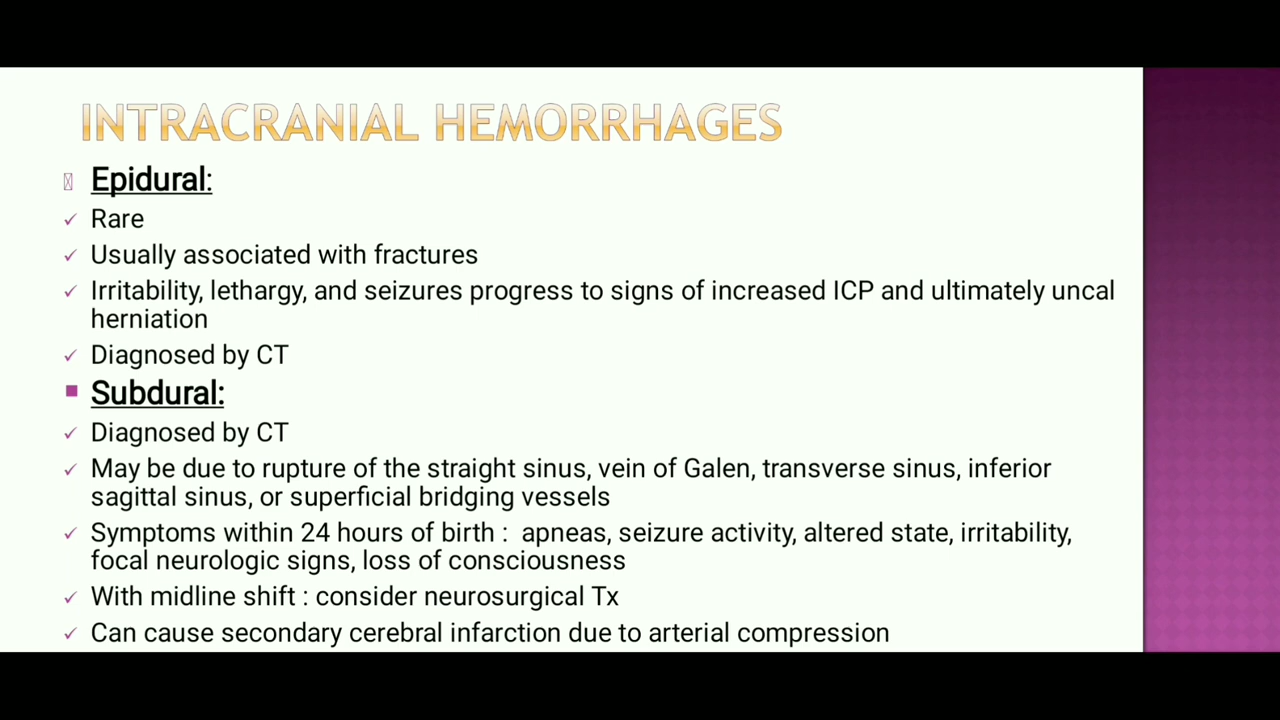 INTRACRANIAL HEMORRHAGES
Epidural:
✓ Rare
✓ Usually associated with fractures
✓ Irritability, lethargy, and seizures progress to signs of increased ICP and ultimately uncal
herniation
✓ Diagnosed by CT
■ Subdural:
✓ Diagnosed by CT
✓ May be due to rupture of the straight sinus, vein of Galen, transverse sinus, inferior
sagittal sinus, or superficial bridging vessels
✓ Symptoms within 24 hours of birth :  apneas, seizure activity, altered state, irritability,
focal neurologic signs, loss of consciousness
✓ With midline shift : consider neurosurgical Tx
✓ Can cause secondary cerebral infarction due to arterial compression